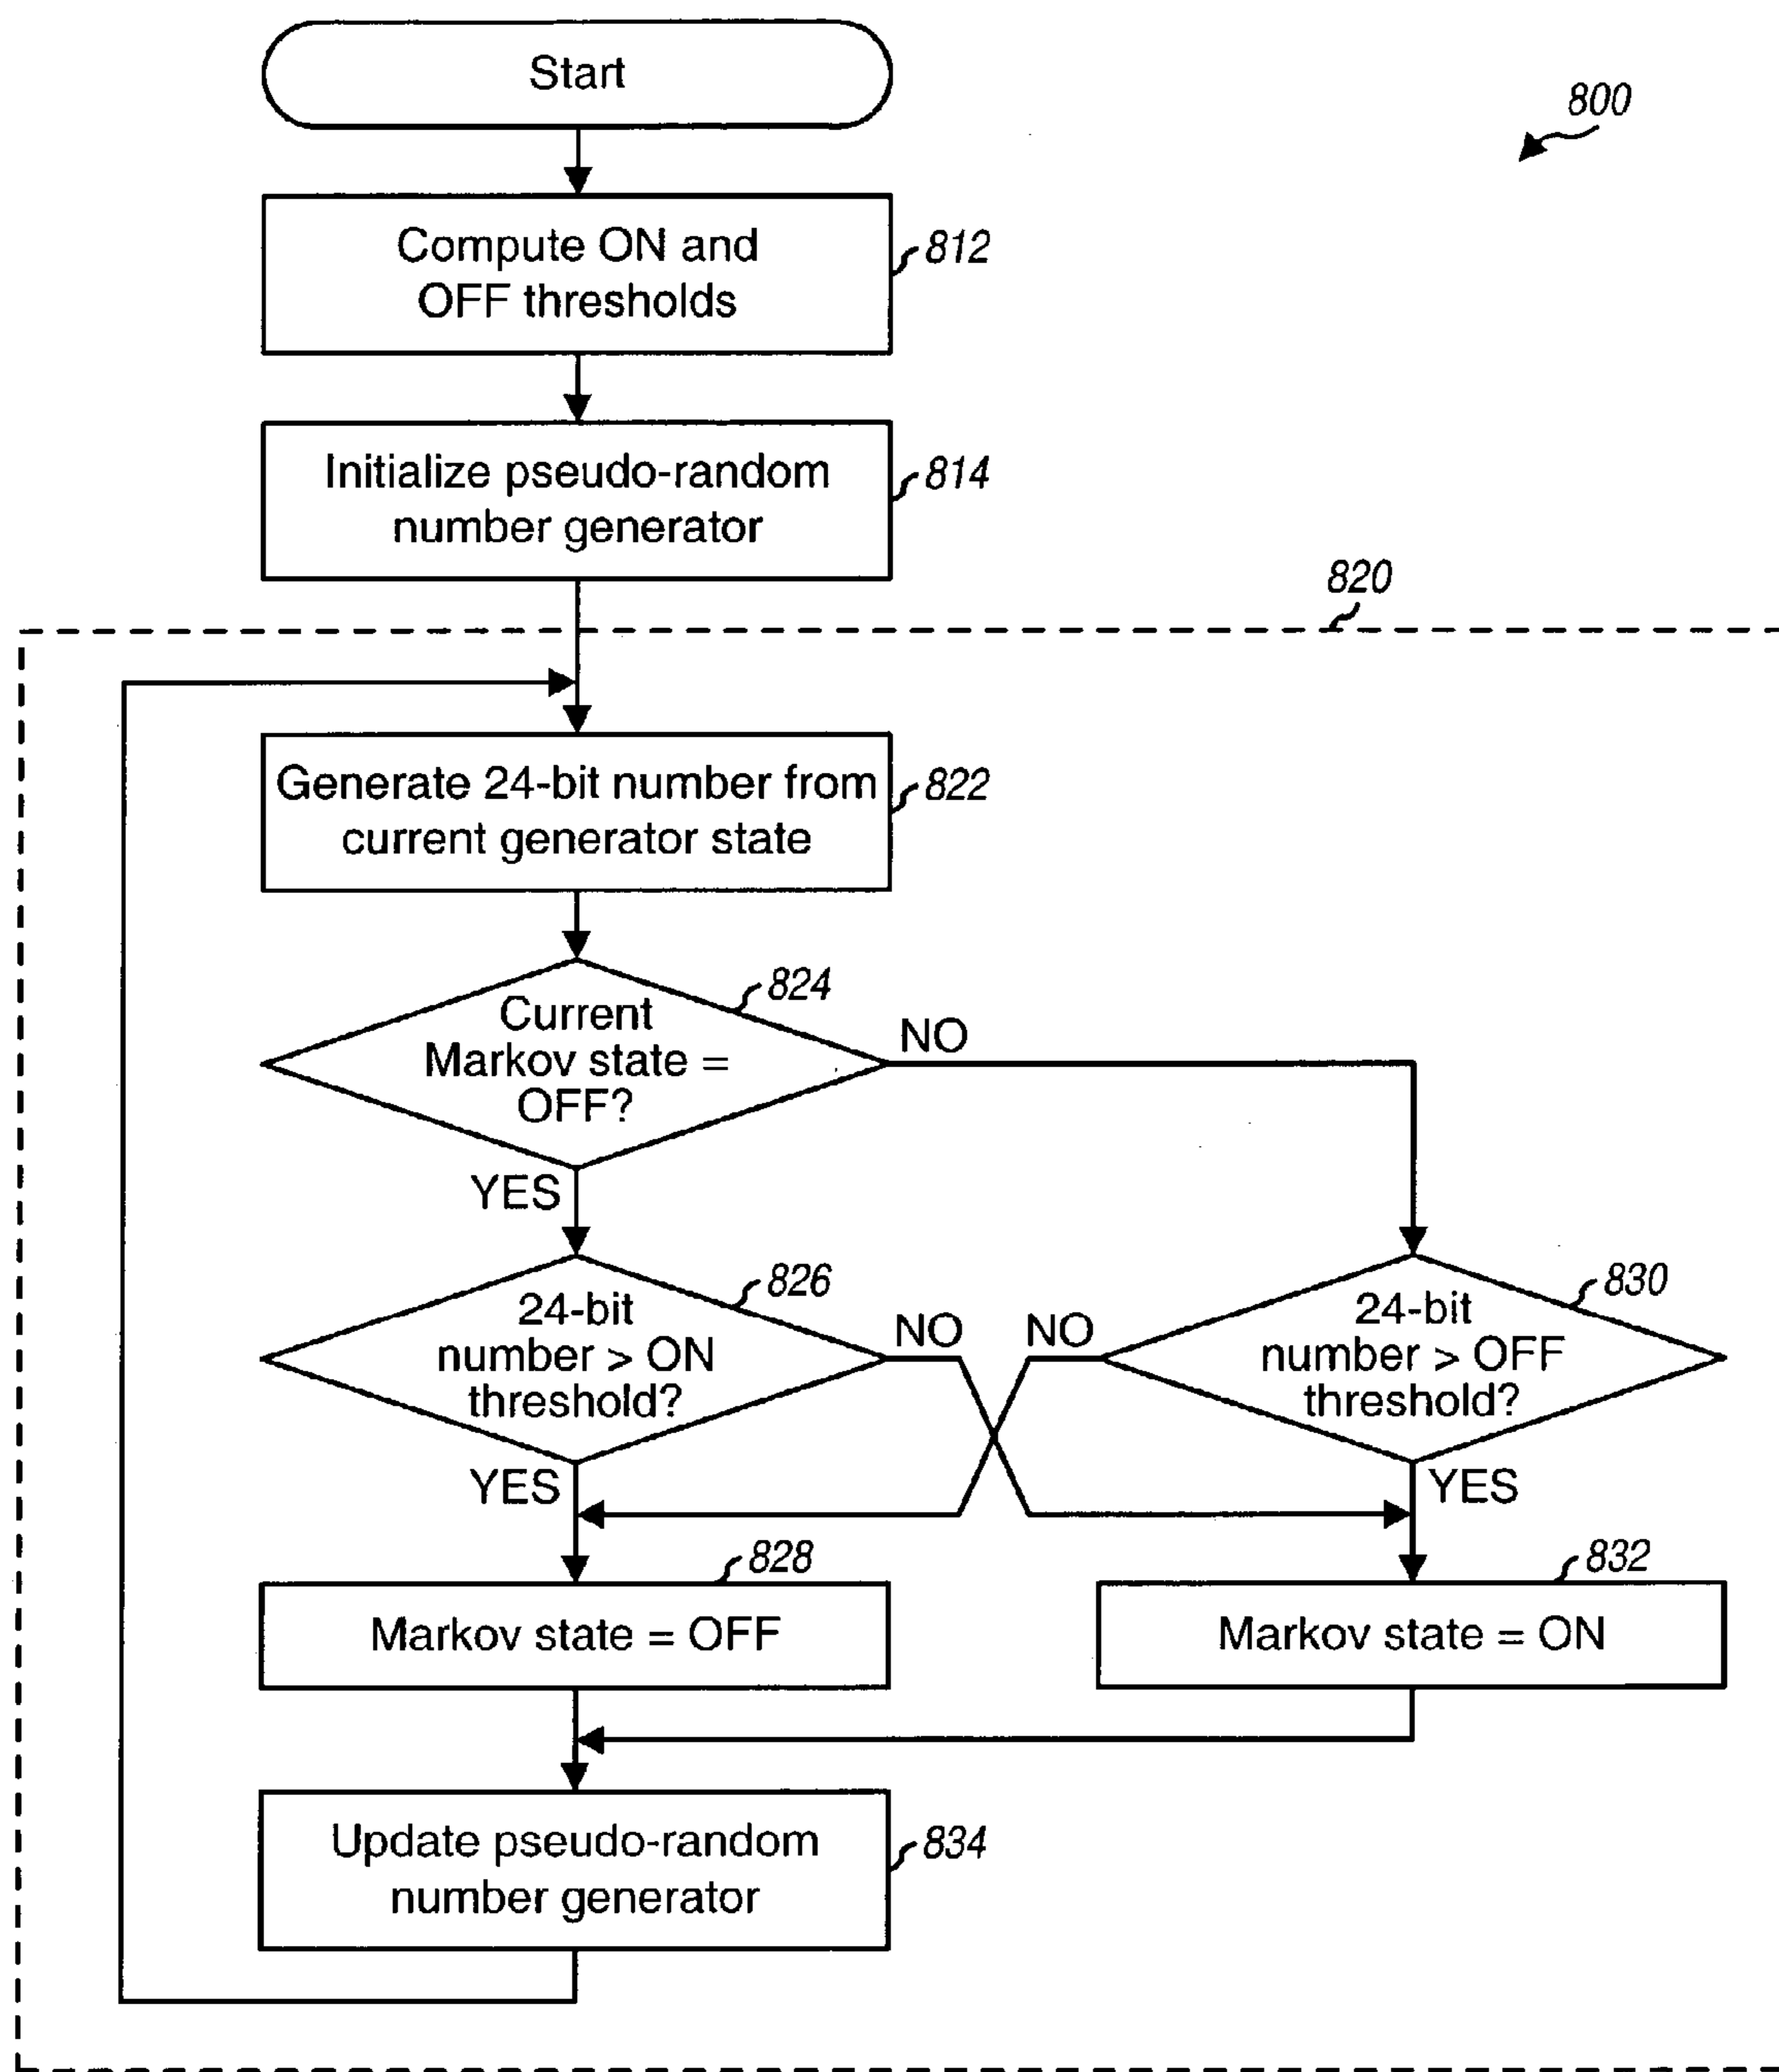 Start
800
Compute ON and
OFF thresholds
812
Initialize pseudo-random
number generator
814
820
Generate 24-bit number from
current generator state
822
Current
Markov state =
OFF?
824
NO
YES
24-bit
number > ON
threshold?
826
NO
NO
24-bit
number > OFF
threshold?
830
YES
YES
828
832
Markov state = OFF
Markov state = ON
Update pseudo-random
number generator
834